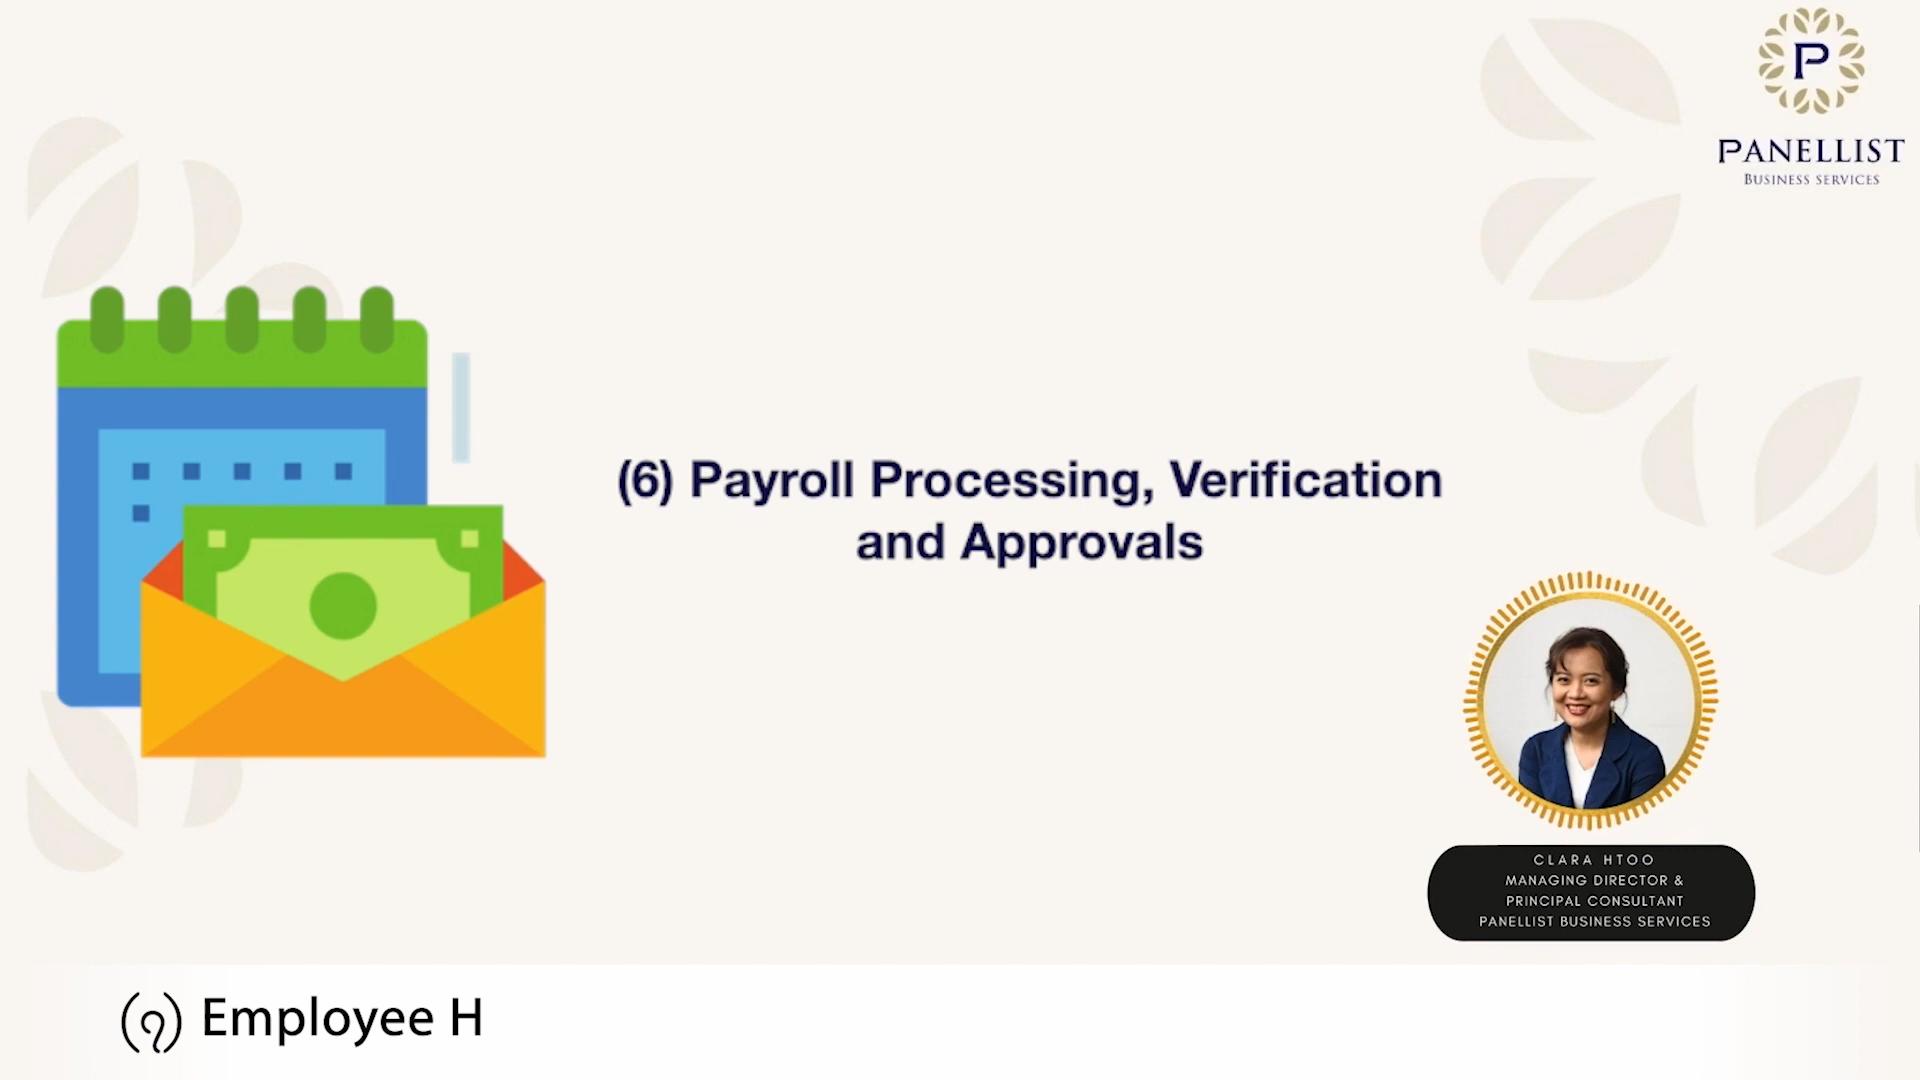 P
PANELLIST
BUSINESS SERVICES
(6) Payroll Processing, Verification
and Approvals
CLARA HTOO
MANAGING DIRECTOR &
PRINCIPAL CONSULTANT
PANELLIST BUSINESS SERVICES
Employee H